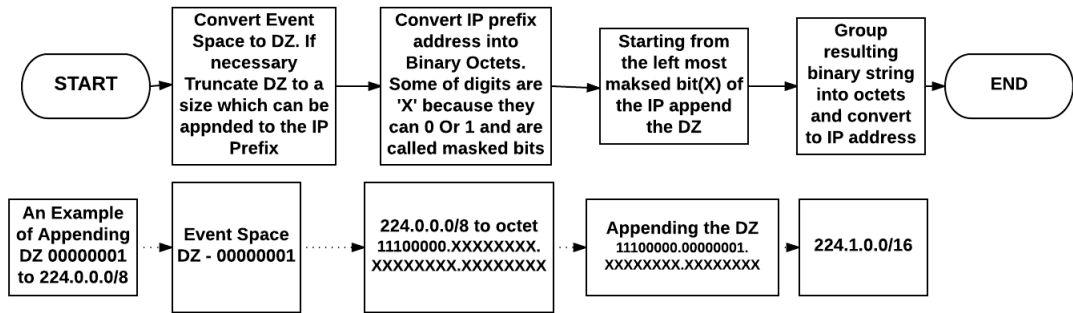 START
Convert Event
Space to DZ. If
necessary
Truncate DZ to a
size which can be
appnded to the IP
Prefix
Convert IP prefix
address into
Binary Octets.
Some of digits are
'X' because they
can 0 Or 1 and are
called masked bits
Starting from
the left most
maksed bit(X) of
the IP append
the DZ
Group
resulting
binary string
into octets
and convert
to IP address
END
An Example
of Appending
DZ 00000001
to 224.0.0.0/8
Event Space
DZ - 00000001
224.0.0.0/8 to octet
11100000.XXXXXXXX.
XXXXXXXX.XXXXXXXX
Appending the DZ
11100000.00000001.
XXXXXXXX.XXXXXXXX
224.1.0.0/16